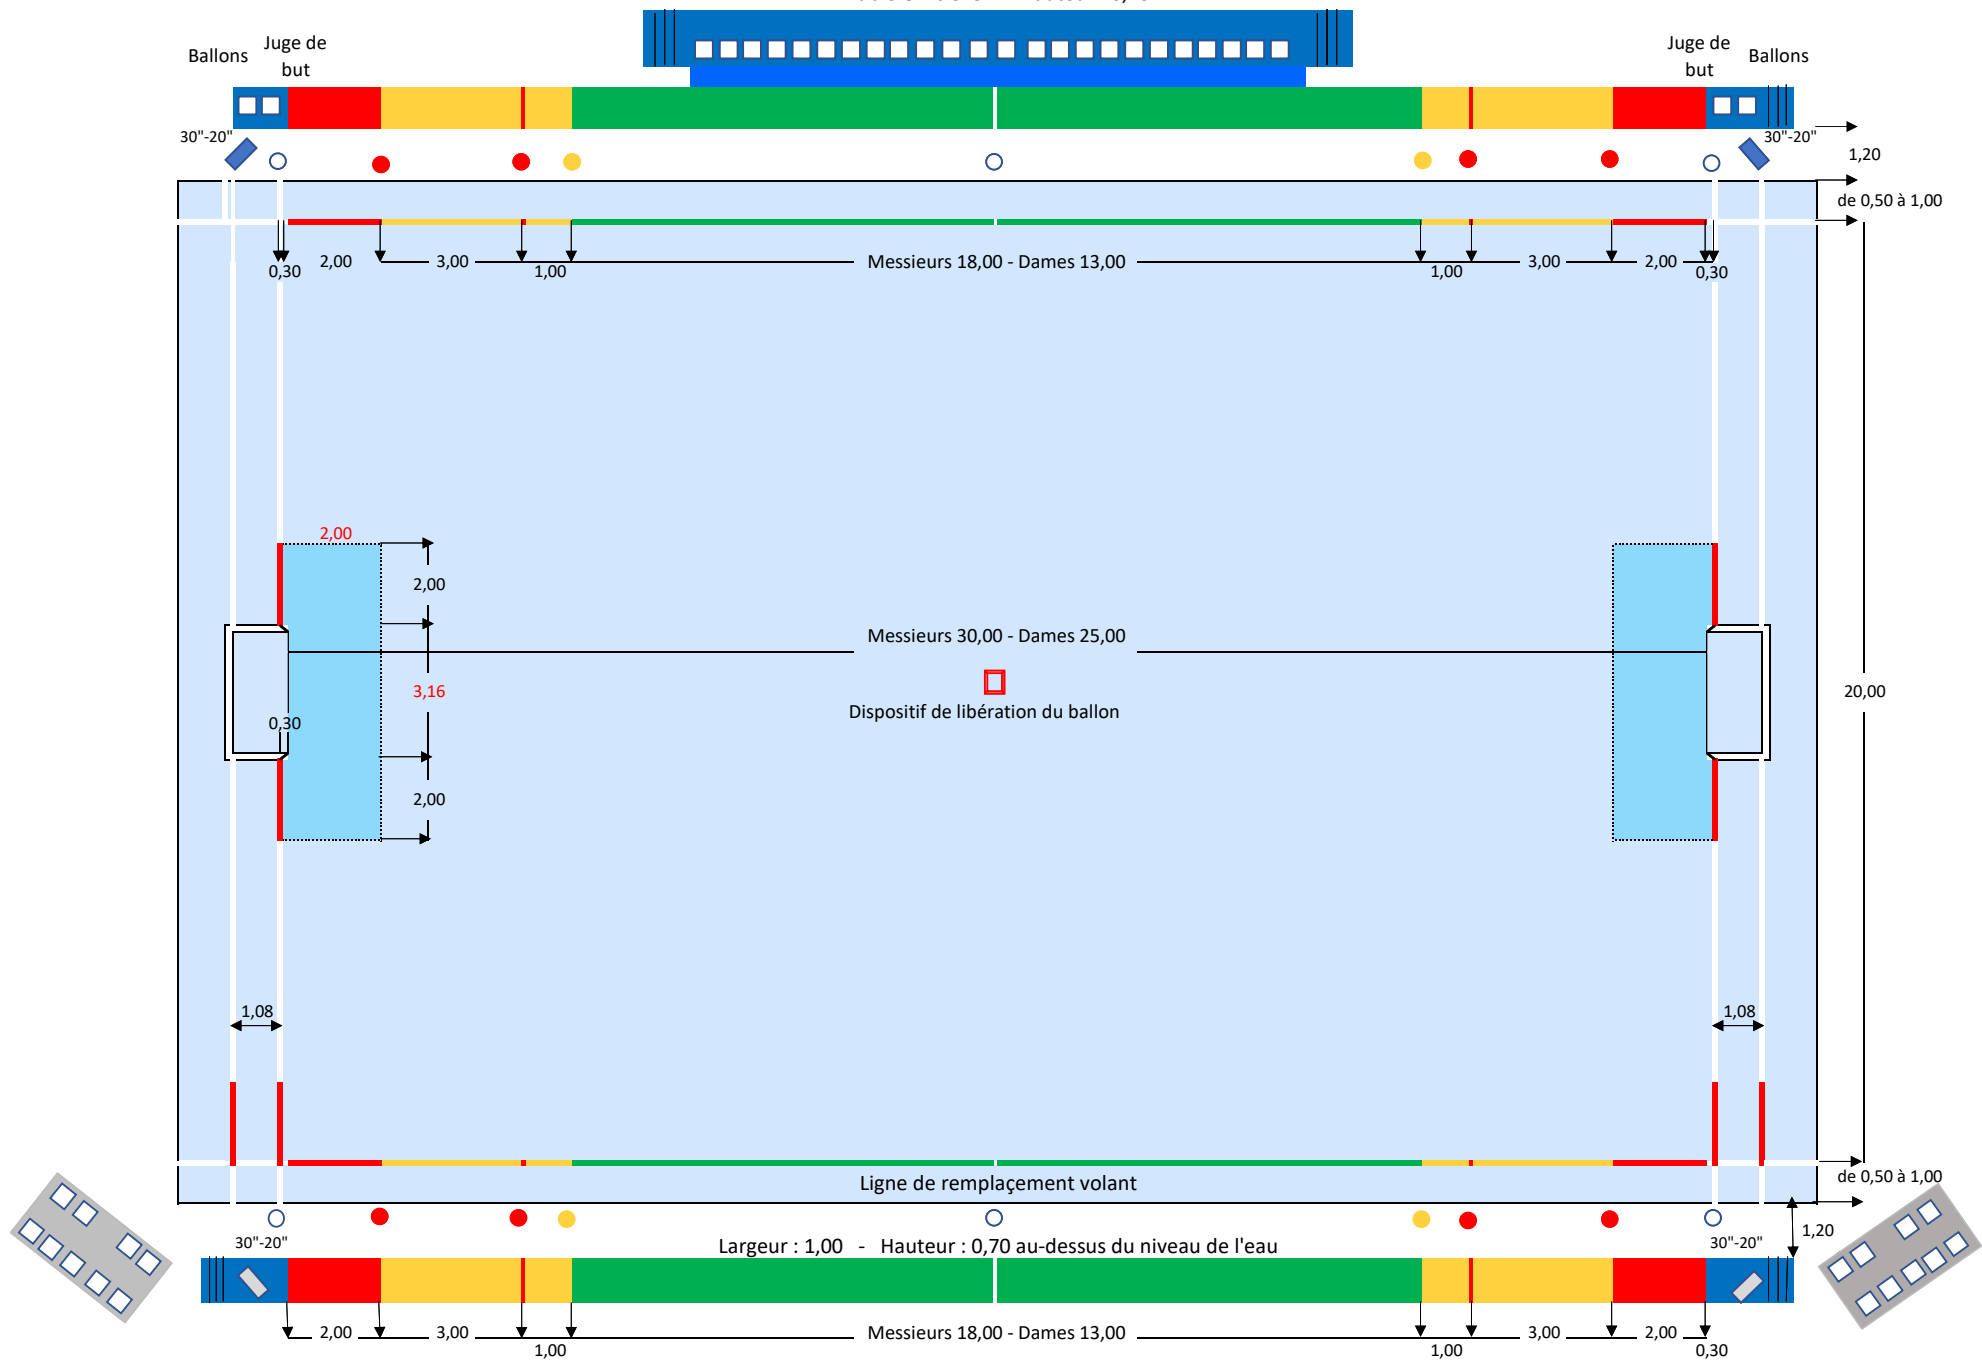 Ballons
Juge de
but
Juge de
but
Ballons
30"-20"
30"-20"
1,20
de 0,50 à 1,00
0,30
2,00
3,00
1,00
Messieurs 18,00 - Dames 13,00
1,00
3,00
2,00
0,30
2,00
2,00
Messieurs 30,00 - Dames 25,00
3,16
20,00
0,30
Dispositif de libération du ballon
2,00
1,08
1,08
de 0,50 à 1,00
Ligne de remplaçement volant
1,20
30"-20"
Largeur : 1,00 - Hauteur : 0,70 au-dessus du niveau de l'eau
30"-20"
2,00
3,00
1,00
Messieurs 18,00 - Dames 13,00
1,00
3,00
2,00
0,30